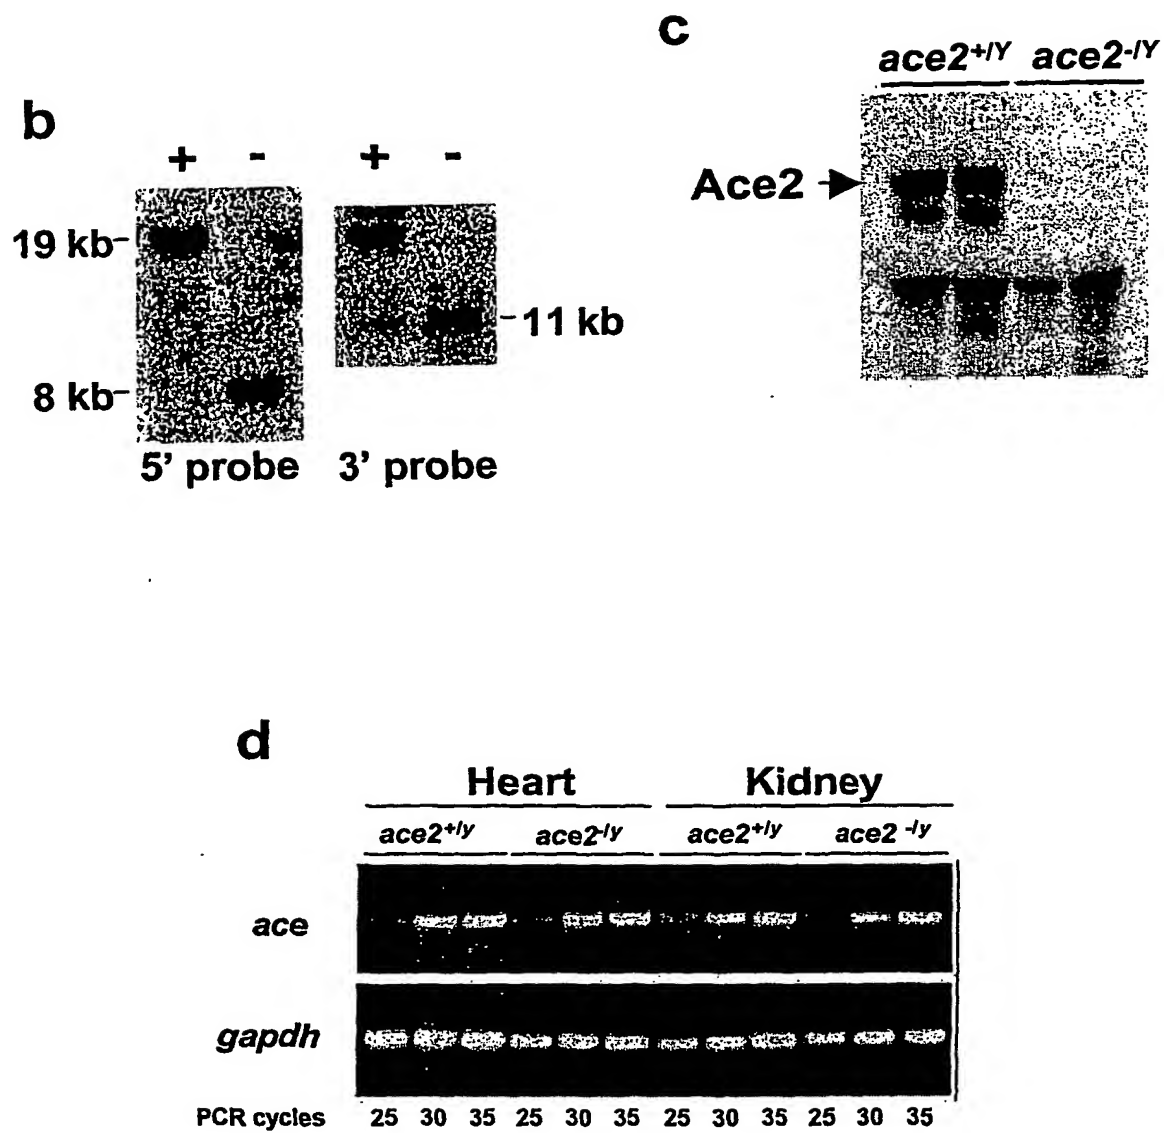 b
+ - + -
19 kb
8 kb
11 kb
5' probe 3' probe
c
ace2+/Y ace2-/Y
Ace2
d
Heart Kidney
ace2+/y ace2-/y ace2+/y ace2 -/y
ace
gapdh
PCR cycles 25 30 35 25 30 35 25 30 35 25 30 35